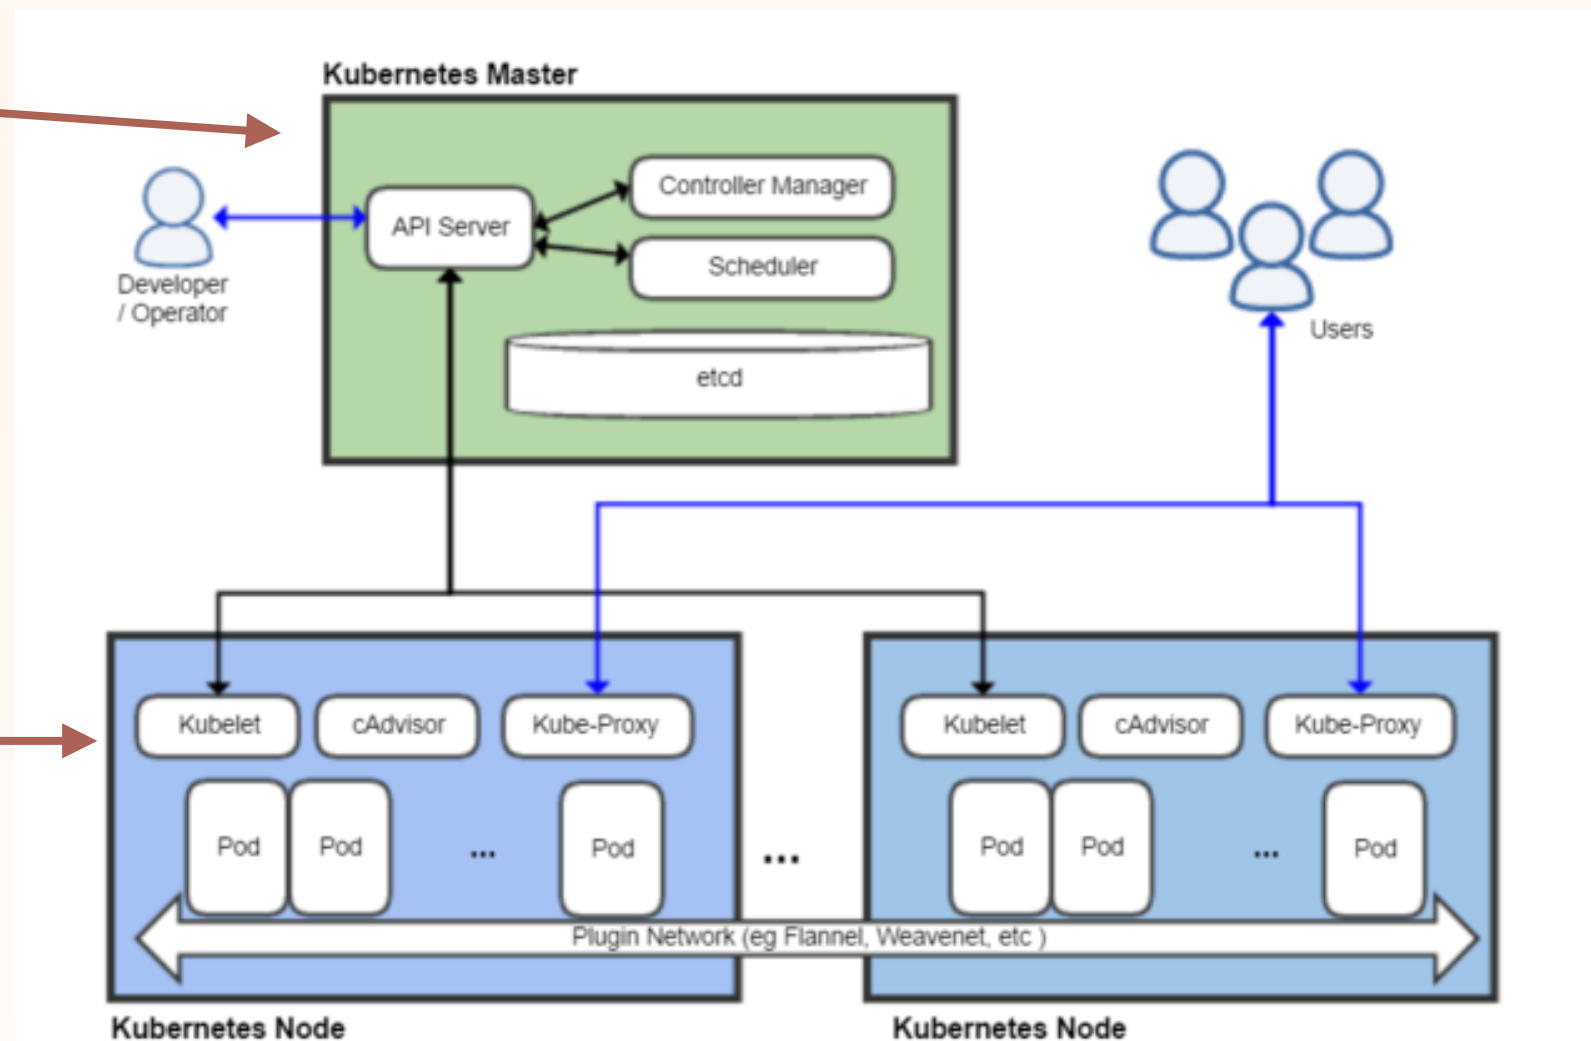 Kubernetes Master
Controller Manager
API Server
Scheduler
etcd
Developer
/ Operator
Users
Kubelet
cAdvisor
Kube-Proxy
Pod
Pod
...
Pod
...
Kubelet
cAdvisor
Kube-Proxy
Pod
Pod
...
Pod
Plugin Network (eg Flannel, Weavenet, etc )
Kubernetes Node
Kubernetes Node